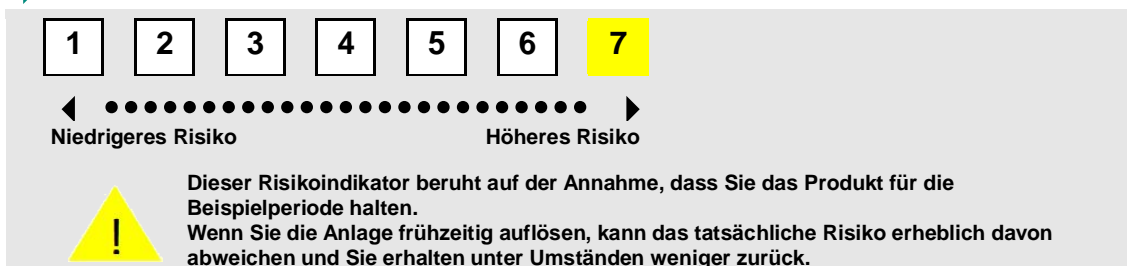 1 2 3 4 5 6 7
Niedrigeres Risiko Höheres Risiko
Dieser Risikoindikator beruht auf der Annahme, dass Sie das Produkt für die
Beispielperiode halten.
! Wenn Sie die Anlage frühzeitig auflösen, kann das tatsächliche Risiko erheblich davon
abweichen und Sie erhalten unter Umständen weniger zurück.